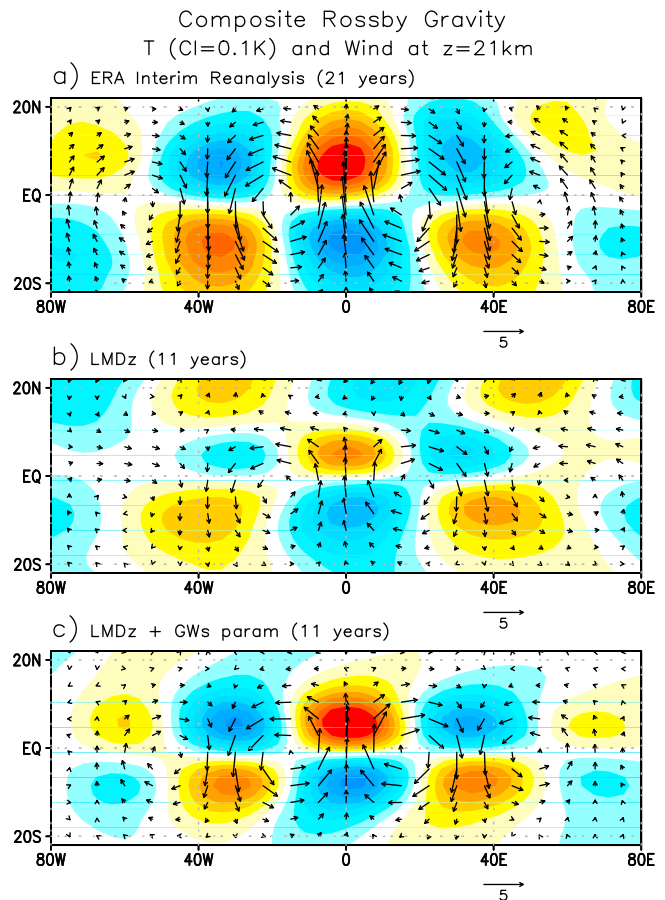 Composite Rossby Gravity
T (CI=0.1K) and Wind at z=21km
a) ERA Interim Reanalysis (21 years)
20N
EQ
20S
80W 40W 0 40E 80E
5
b) LMDz (11 years)
20N
EQ
20S
80W 40W 0 40E 80E
5
c) LMDz + GWs param (11 years)
20N
EQ
20S
80W 40W 0 40E 80E
5